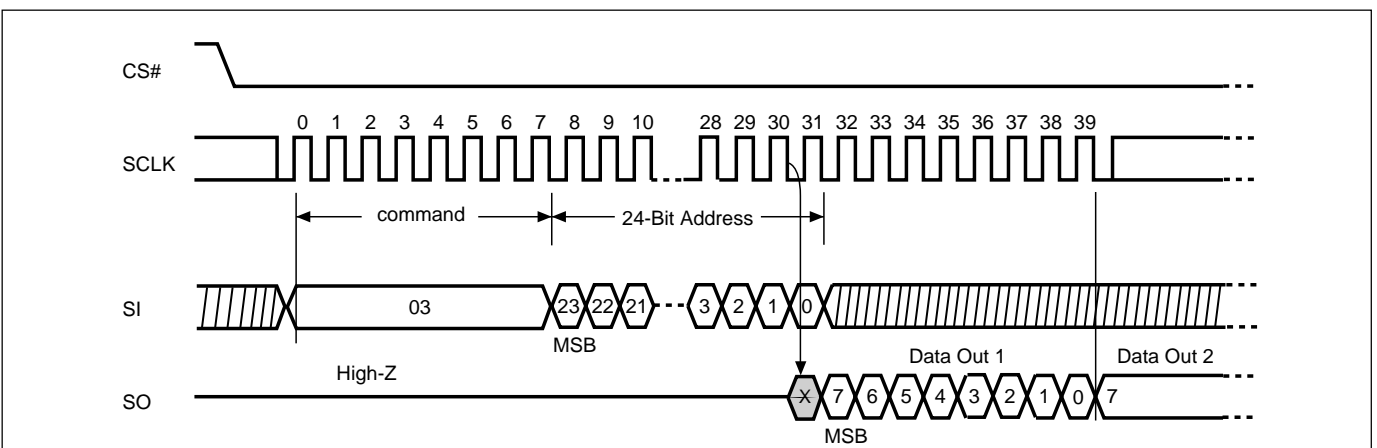 CS#
0 1 2 3 4 5 6 7 8 9 10 28 29 30 31 32 33 34 35 36 37 38 39
SCLK
command 24-Bit Address
SI 03 23 22 21 3 2 1 0
MSB
High-Z Data Out 1 Data Out 2
SO X 7 6 5 4 3 2 1 0 7
MSB